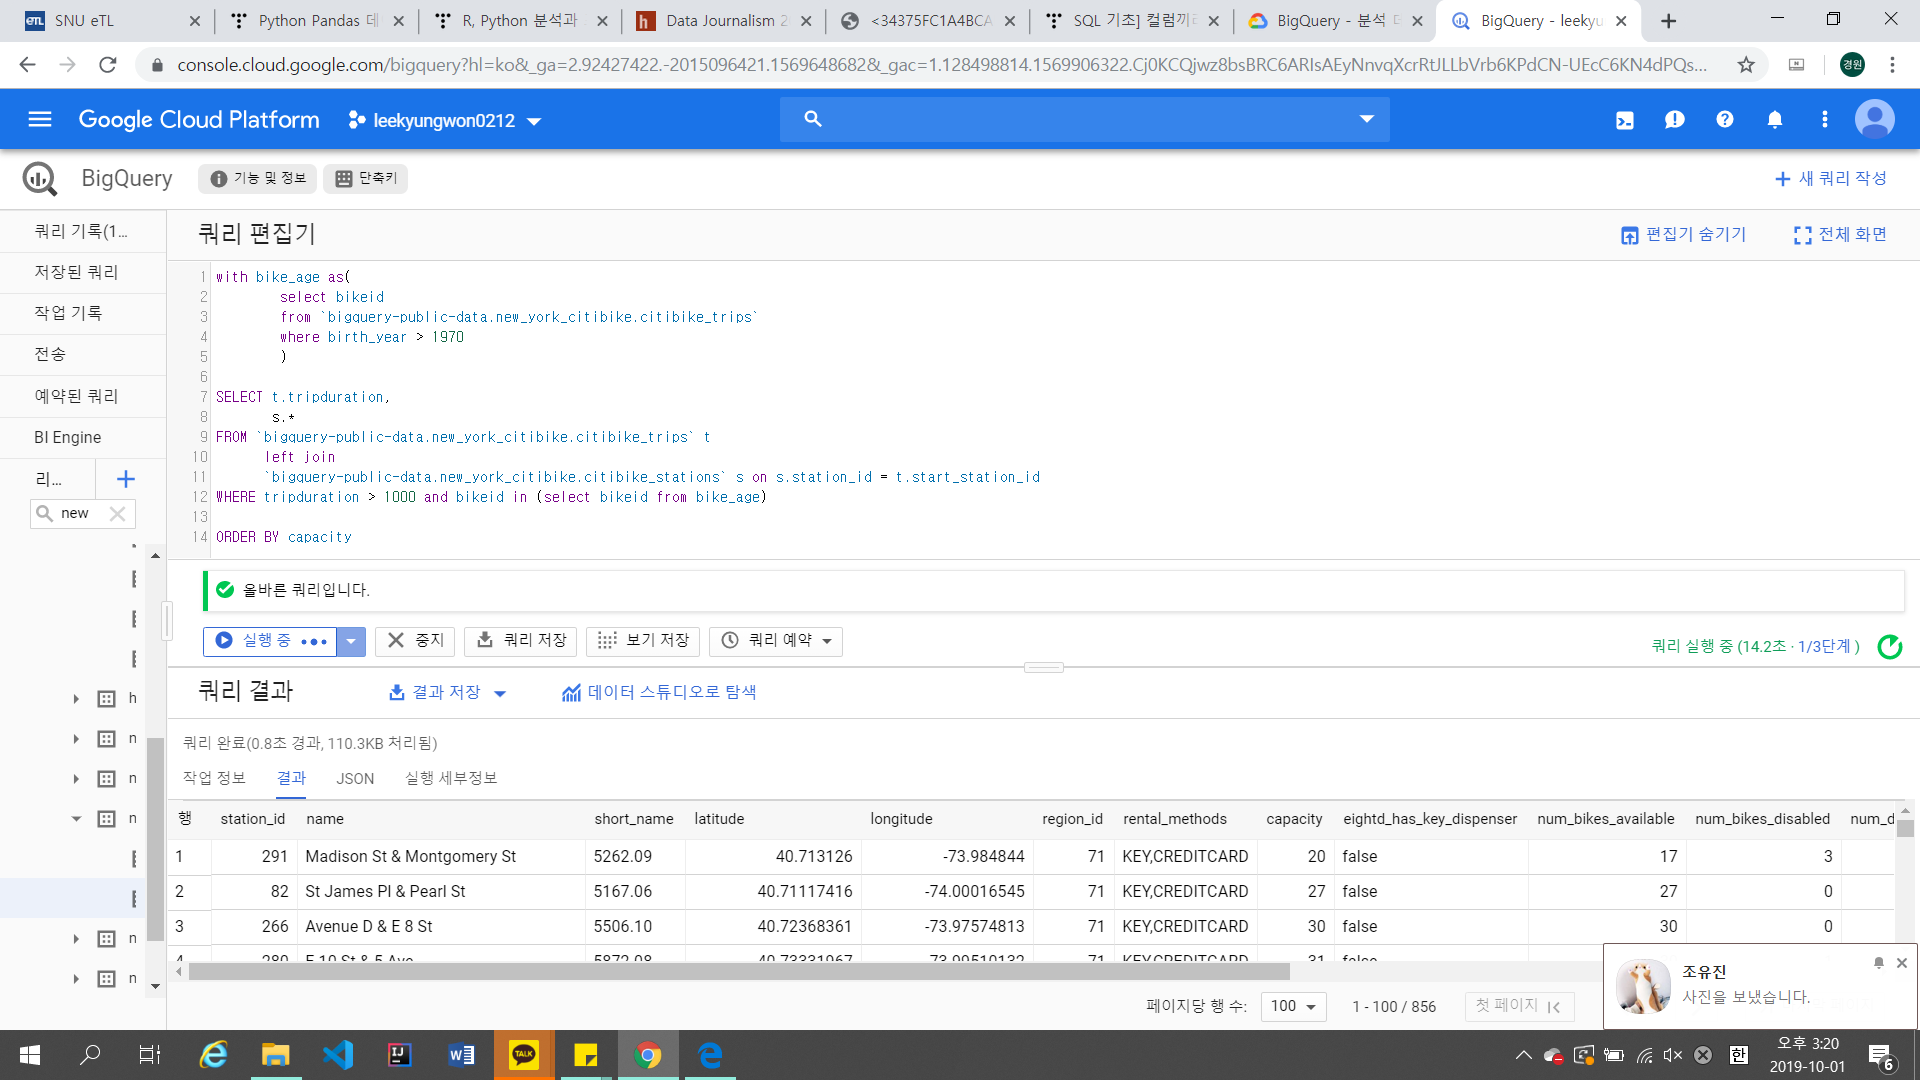 SNU eTL
Python Pandas 데
R, Python 분석과
Data Journalism 2
<34375FC1A4BCA
SQL 기초] 컬럼끼리
BigQuery - 분석 데
BigQuery - leekyu
console.cloud.google.com/bigquery?hl=ko&_ga=2.92427422.-2015096421.1569648682&_gac=1.128498814.1569906322.Cj0KCQjwz8bsBRC6ARIsAEyNnvqXcrRtJLLbVrb6KPdCN-UEcC6KN4dPQs...
경원
Google Cloud Platform
leekyungwon0212
BigQuery
기능 및 정보
단축키
새 쿼리 작성
쿼리 기록(1...
저장된 쿼리
작업 기록
전송
예약된 쿼리
BI Engine
리...
new
h
n
n
n
n
n
쿼리 편집기
편집기 숨기기
전체 화면
1 with bike_age as(
2 select bikeid
3 from `bigquery-public-data.new_york_citibike.citibike_trips`
4 where birth_year > 1970
5 )
6
7 SELECT t.tripduration,
8 s.*
9 FROM `bigquery-public-data.new_york_citibike.citibike_trips` t
10 left join
11 `bigquery-public-data.new_york_citibike.citibike_stations` s on s.station_id = t.start_station_id
12 WHERE tripduration > 1000 and bikeid in (select bikeid from bike_age)
13
14 ORDER BY capacity
올바른 쿼리입니다.
실행 중
중지
쿼리 저장
보기 저장
쿼리 예약
쿼리 실행 중 (14.2초 · 1/3단계 )
쿼리 결과
결과 저장
데이터 스튜디오로 탐색
쿼리 완료(0.8초 경과, 110.3KB 처리됨)
작업 정보 결과 JSON 실행 세부정보
행 station_id name short_name latitude longitude region_id rental_methods capacity eightd_has_key_dispenser num_bikes_available num_bikes_disabled num_d
1 291 Madison St & Montgomery St 5262.09 40.713126 -73.984844 71 KEY,CREDITCARD 20 false 17 3
2 82 St James Pl & Pearl St 5167.06 40.71117416 -74.00016545 71 KEY,CREDITCARD 27 false 27 0
3 266 Avenue D & E 8 St 5506.10 40.72368361 -73.97574813 71 KEY,CREDITCARD 30 false 30 0
4 280 E 10 St & 5 Ave 5872.08 40.73331967 -73.99510132 71 KEY,CREDITCARD 31 false
페이지당 행 수: 100 1 - 100 / 856 첫 페이지
조유진
사진을 보냈습니다.
TALK
한
오후 3:20
2019-10-01
6